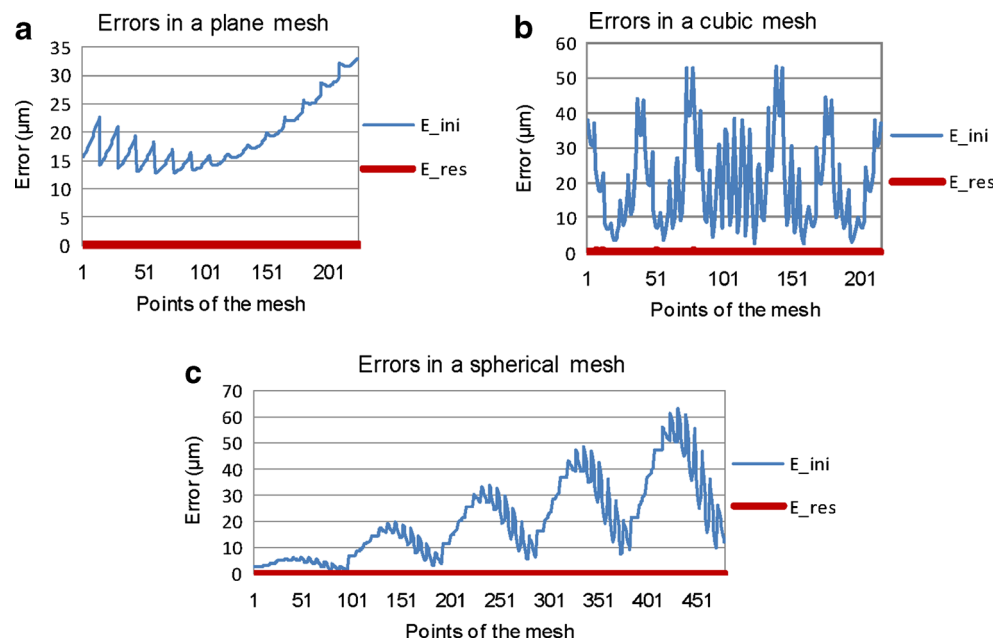 a
Errors in a plane mesh
35
30
25
20
15
10
5
0
Error (µm)
1 51 101 151 201
Points of the mesh
E_ini
E_res
b
Errors in a cubic mesh
60
50
40
30
20
10
0
Error (µm)
1 51 101 151 201
Points of the mesh
E_ini
E_res
c
Errors in a spherical mesh
70
60
50
40
30
20
10
0
Error (µm)
1 51 101 151 201 251 301 351 401 451
Points of the mesh
E_ini
E_res